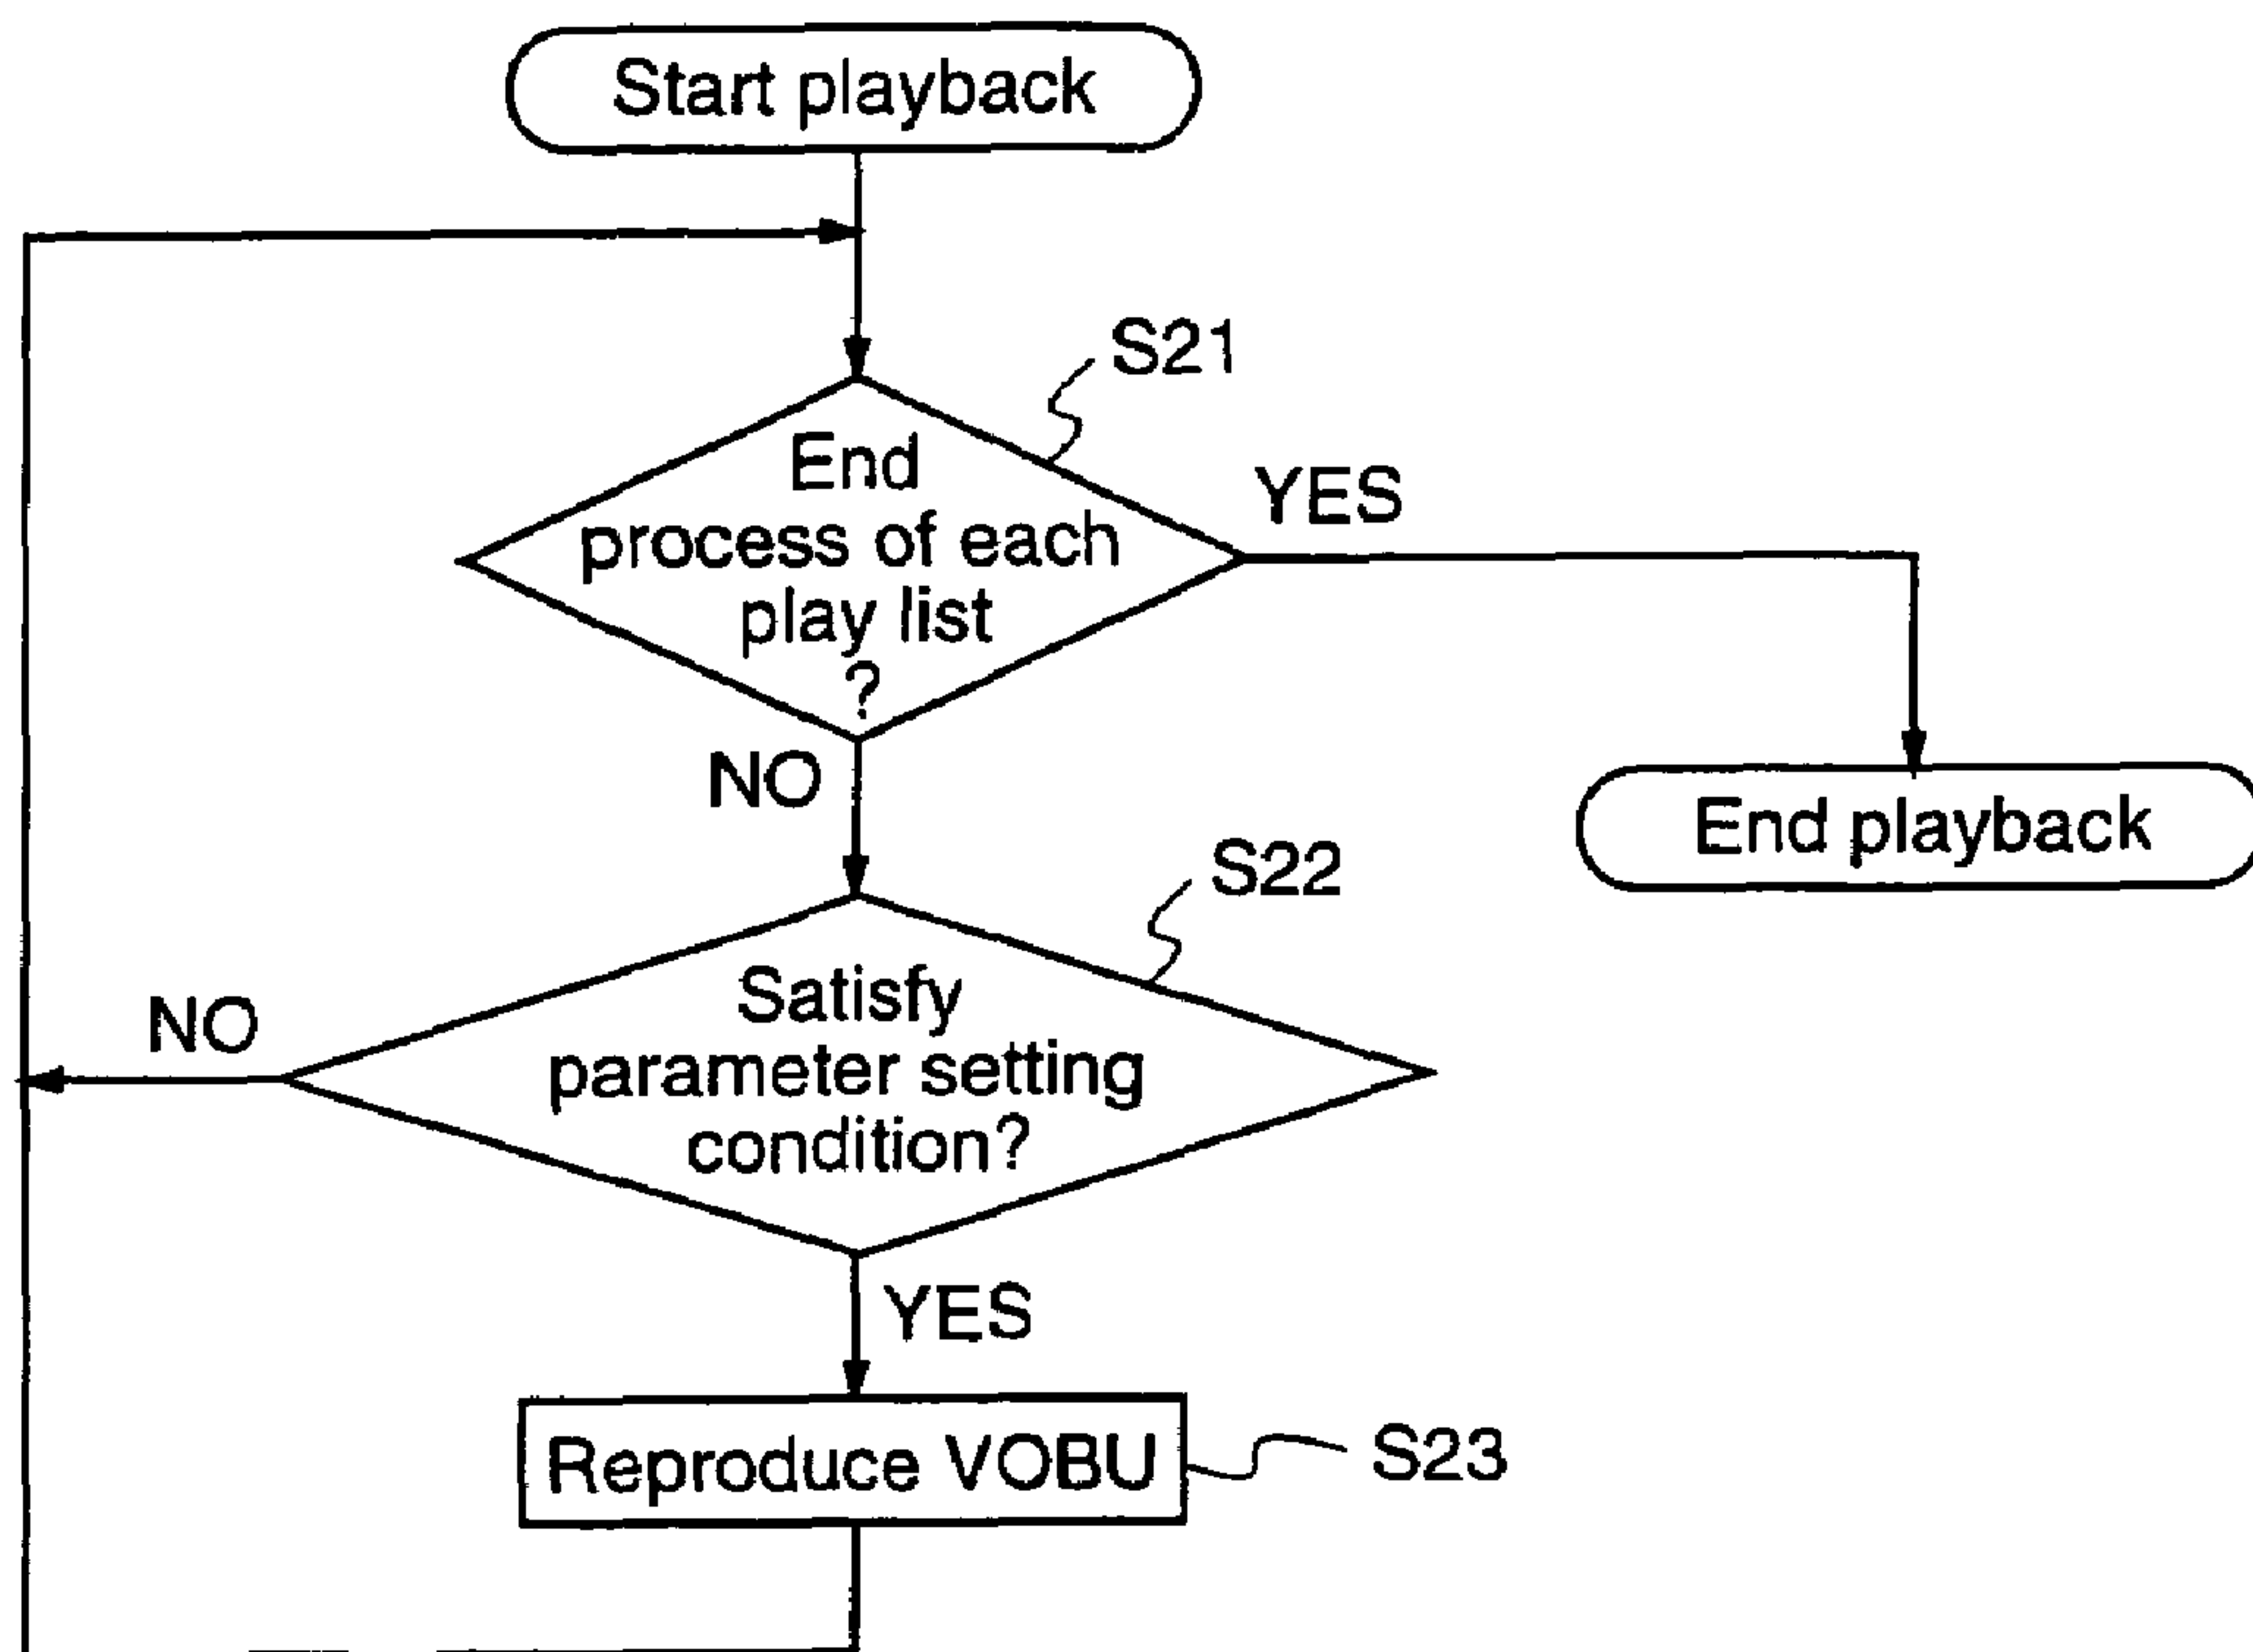 Start playback
S21
End
process of each
play list
?
YES
NO
End playback
S22
Satisfy
parameter setting
condition?
NO
YES
Reproduce VOBU
S23